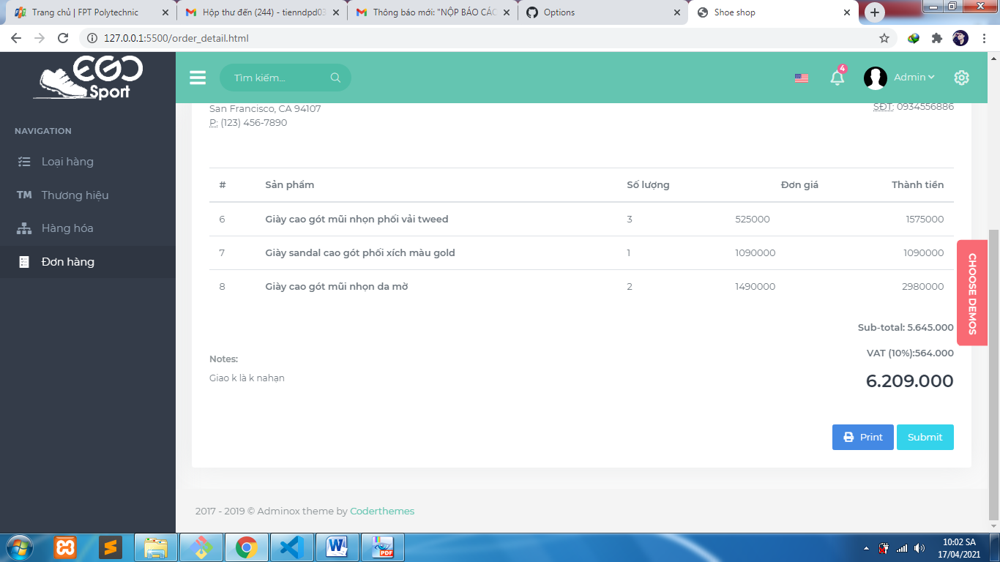 Trang chủ | FPT Polytechnic
Hộp thư đến (244) - tienndpd03
Thông báo mới: "NỘP BÁO CÁO
Options
Shoe shop
127.0.0.1:5500/order_detail.html
EGO
Sport
Tìm kiếm...
4
Admin
NAVIGATION
Loại hàng
TM Thương hiệu
Hàng hóa
Đơn hàng
San Francisco, CA 94107
P: (123) 456-7890
SĐT: 0934556886
# Sản phẩm Số lượng Đơn giá Thành tiền
6 Giày cao gót mũi nhọn phối vải tweed 3 525000 1575000
7 Giày sandal cao gót phối xích màu gold 1 1090000 1090000
8 Giày cao gót mũi nhọn da mờ 2 1490000 2980000
CHOOSE DEMOS
Sub-total: 5.645.000
VAT (10%):564.000
6.209.000
Notes:
Giao k là k nahạn
Print
Submit
2017 - 2019 © Adminox theme by Coderthemes
10:02 SA
17/04/2021